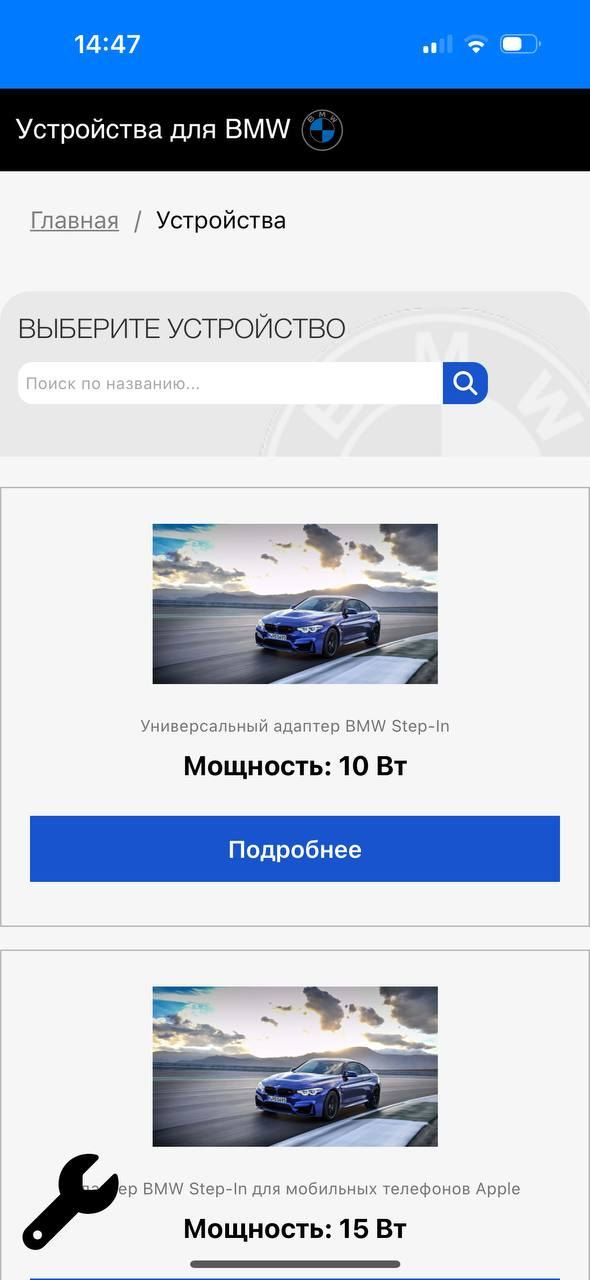 14:47
Устройства для BMW
BMW
Главная / Устройства
ВЫБЕРИТЕ УСТРОЙСТВО
Поиск по названию...
Универсальный адаптер BMW Step-In
Мощность: 10 Вт
Подробнее
BMW Step-In для мобильных телефонов Apple
Мощность: 15 Вт